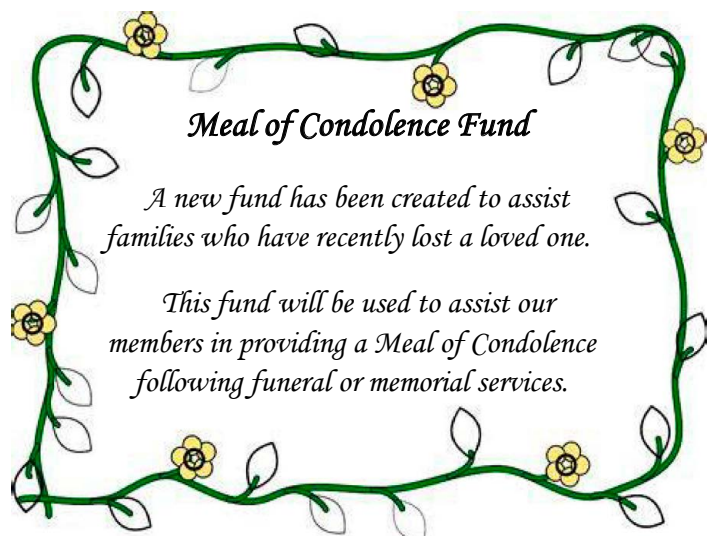 Meal of Condolence Fund
A new fund has been created to assist
families who have recently lost a loved one.
This fund will be used to assist our
members in providing a Meal of Condolence
following funeral or memorial services.